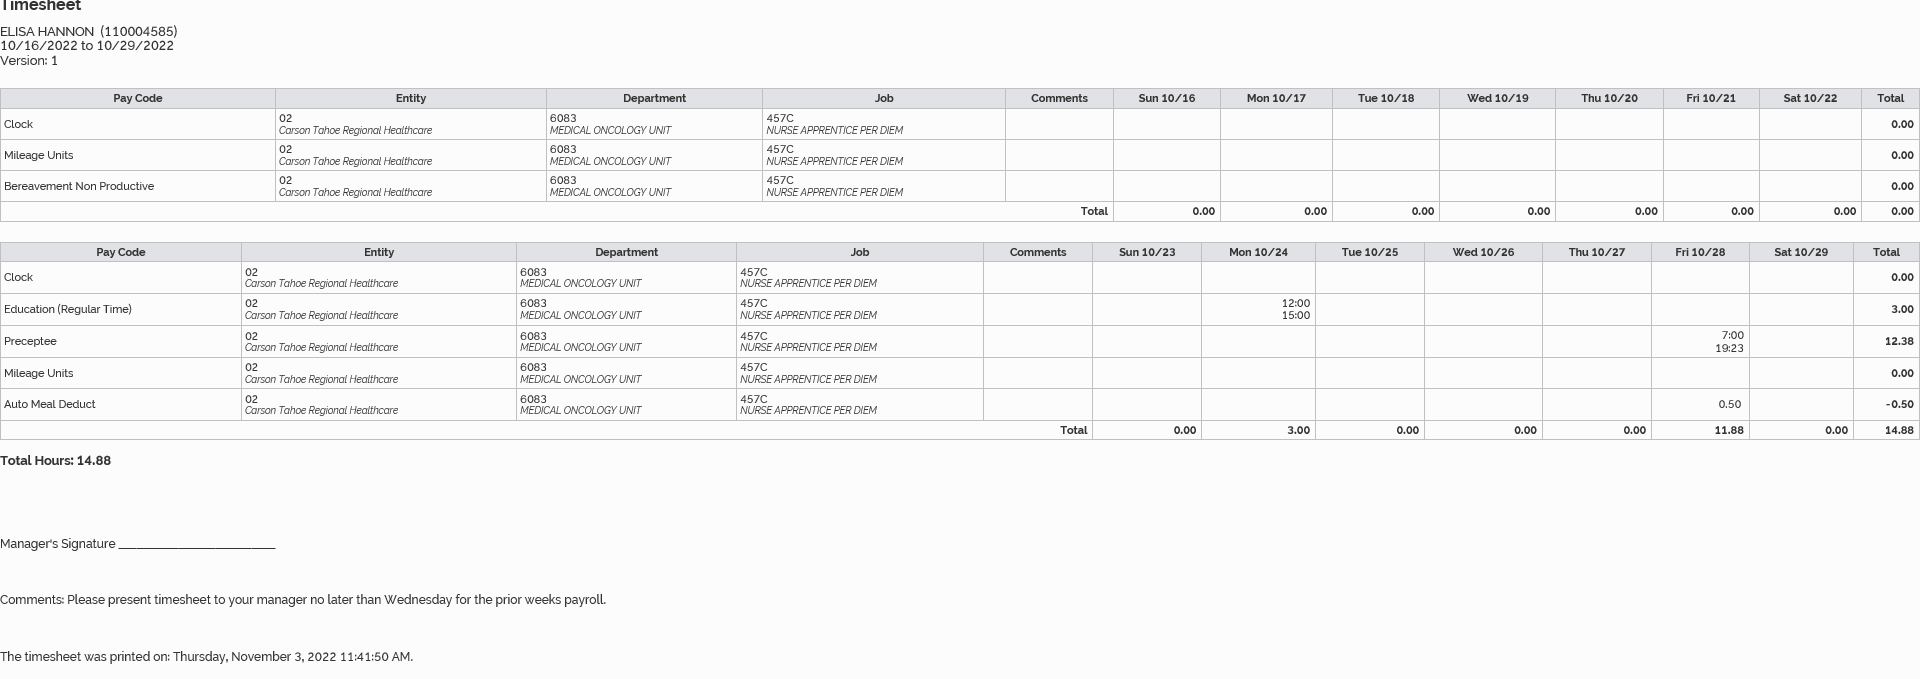 Timesheet
ELISA HANNON (110004585)
10/16/2022 to 10/29/2022
Version: 1
Pay Code Entity Department Job Comments Sun 10/16 Mon 10/17 Tue 10/18 Wed 10/19 Thu 10/20 Fri 10/21 Sat 10/22 Total
Clock 02 6083 457C 0.00
Carson Tahoe Regional Healthcare MEDICAL ONCOLOGY UNIT NURSE APPRENTICE PER DIEM
Mileage Units 02 6083 457C 0.00
Carson Tahoe Regional Healthcare MEDICAL ONCOLOGY UNIT NURSE APPRENTICE PER DIEM
Bereavement Non Productive 02 6083 457C 0.00
Carson Tahoe Regional Healthcare MEDICAL ONCOLOGY UNIT NURSE APPRENTICE PER DIEM
Total 0.00 0.00 0.00 0.00 0.00 0.00 0.00 0.00
Pay Code Entity Department Job Comments Sun 10/23 Mon 10/24 Tue 10/25 Wed 10/26 Thu 10/27 Fri 10/28 Sat 10/29 Total
Clock 02 6083 457C 0.00
Carson Tahoe Regional Healthcare MEDICAL ONCOLOGY UNIT NURSE APPRENTICE PER DIEM
Education (Regular Time) 02 6083 457C 12:00 3.00
Carson Tahoe Regional Healthcare MEDICAL ONCOLOGY UNIT NURSE APPRENTICE PER DIEM 15:00
Preceptee 02 6083 457C 7:00 12.38
Carson Tahoe Regional Healthcare MEDICAL ONCOLOGY UNIT NURSE APPRENTICE PER DIEM 19:23
Mileage Units 02 6083 457C 0.00
Carson Tahoe Regional Healthcare MEDICAL ONCOLOGY UNIT NURSE APPRENTICE PER DIEM
Auto Meal Deduct 02 6083 457C 0.50 -0.50
Carson Tahoe Regional Healthcare MEDICAL ONCOLOGY UNIT NURSE APPRENTICE PER DIEM
Total 0.00 3.00 0.00 0.00 0.00 11.88 0.00 14.88
Total Hours: 14.88
Manager's Signature ________________________
Comments: Please present timesheet to your manager no later than Wednesday for the prior weeks payroll.
The timesheet was printed on: Thursday, November 3, 2022 11:41:50 AM.